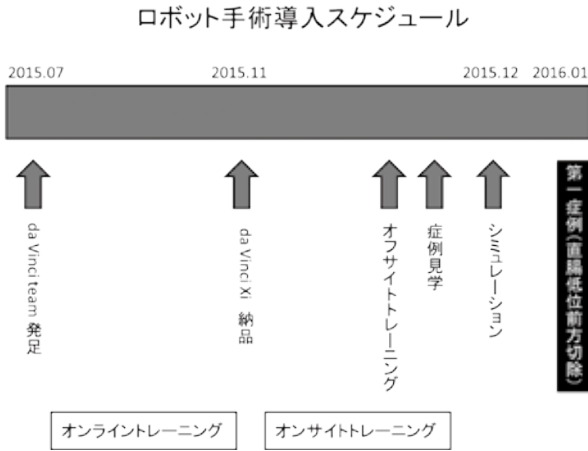 ロボット手術導入スケジュール
2015.07
2015.11
2015.12
2016.01
da Vinci team 発足
da Vinci Xi 納品
オフサイトトレーニング
症例見学
シミュレーション
第一症例(直腸低位前方切除)
オンライントレーニング
オンサイトトレーニング